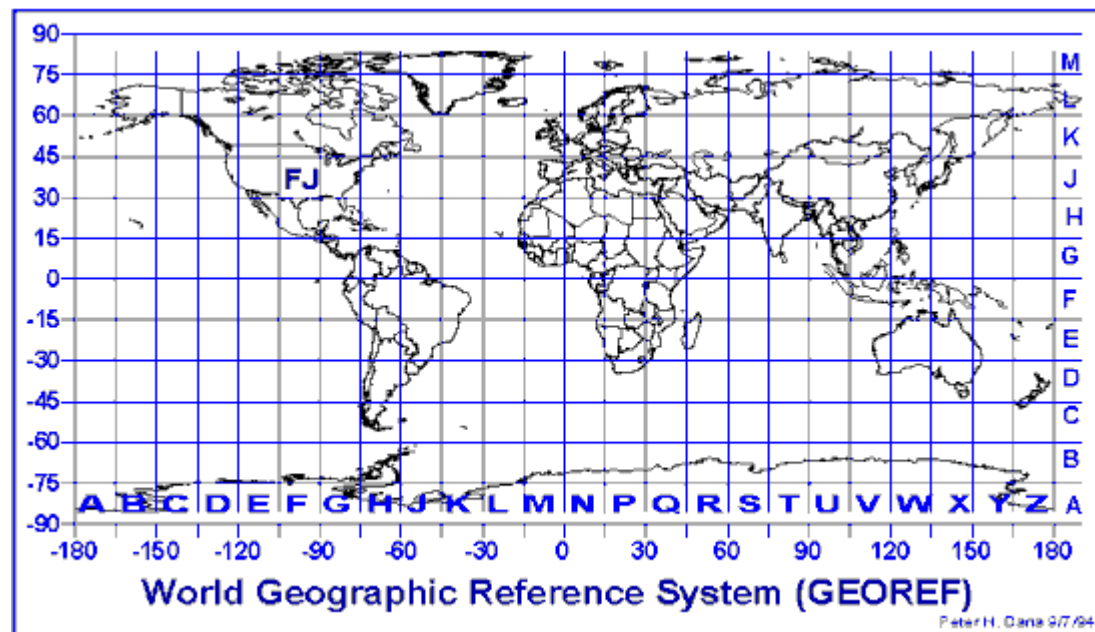 90
M
75
L
60
K
45
FJ
J
30
H
15
G
0
F
-15
E
-30
D
-45
C
-60
B
-75
A B C D E F G H J K L M N P Q R S T U V W X Y Z A
-90
-180 -150 -120 -90 -60 -30 0 30 60 90 120 150 180
World Geographic Reference System (GEOREF)
Peter H. Dana 9/7/94